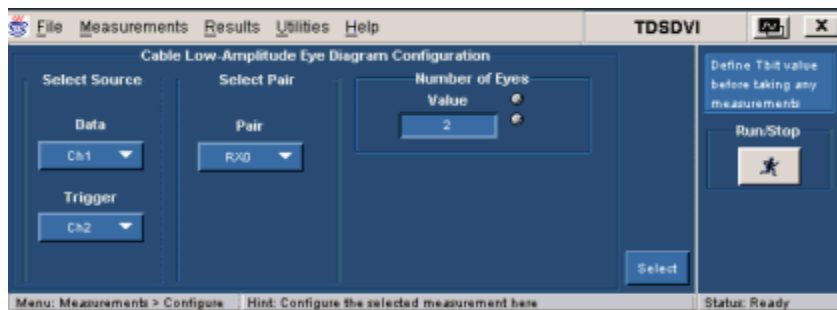 File Measurements Results Utilities Help TDSDVI X
Cable Low-Amplitude Eye Diagram Configuration
Select Source
Data
Ch1
Trigger
Ch2
Select Pair
Pair
RX0
Number of Eyes
Value
2
Select
Define Tbit value
before taking any
measurements
Run/Stop
Menu: Measurements > Configure Hint: Configure the selected measurement here Status: Ready